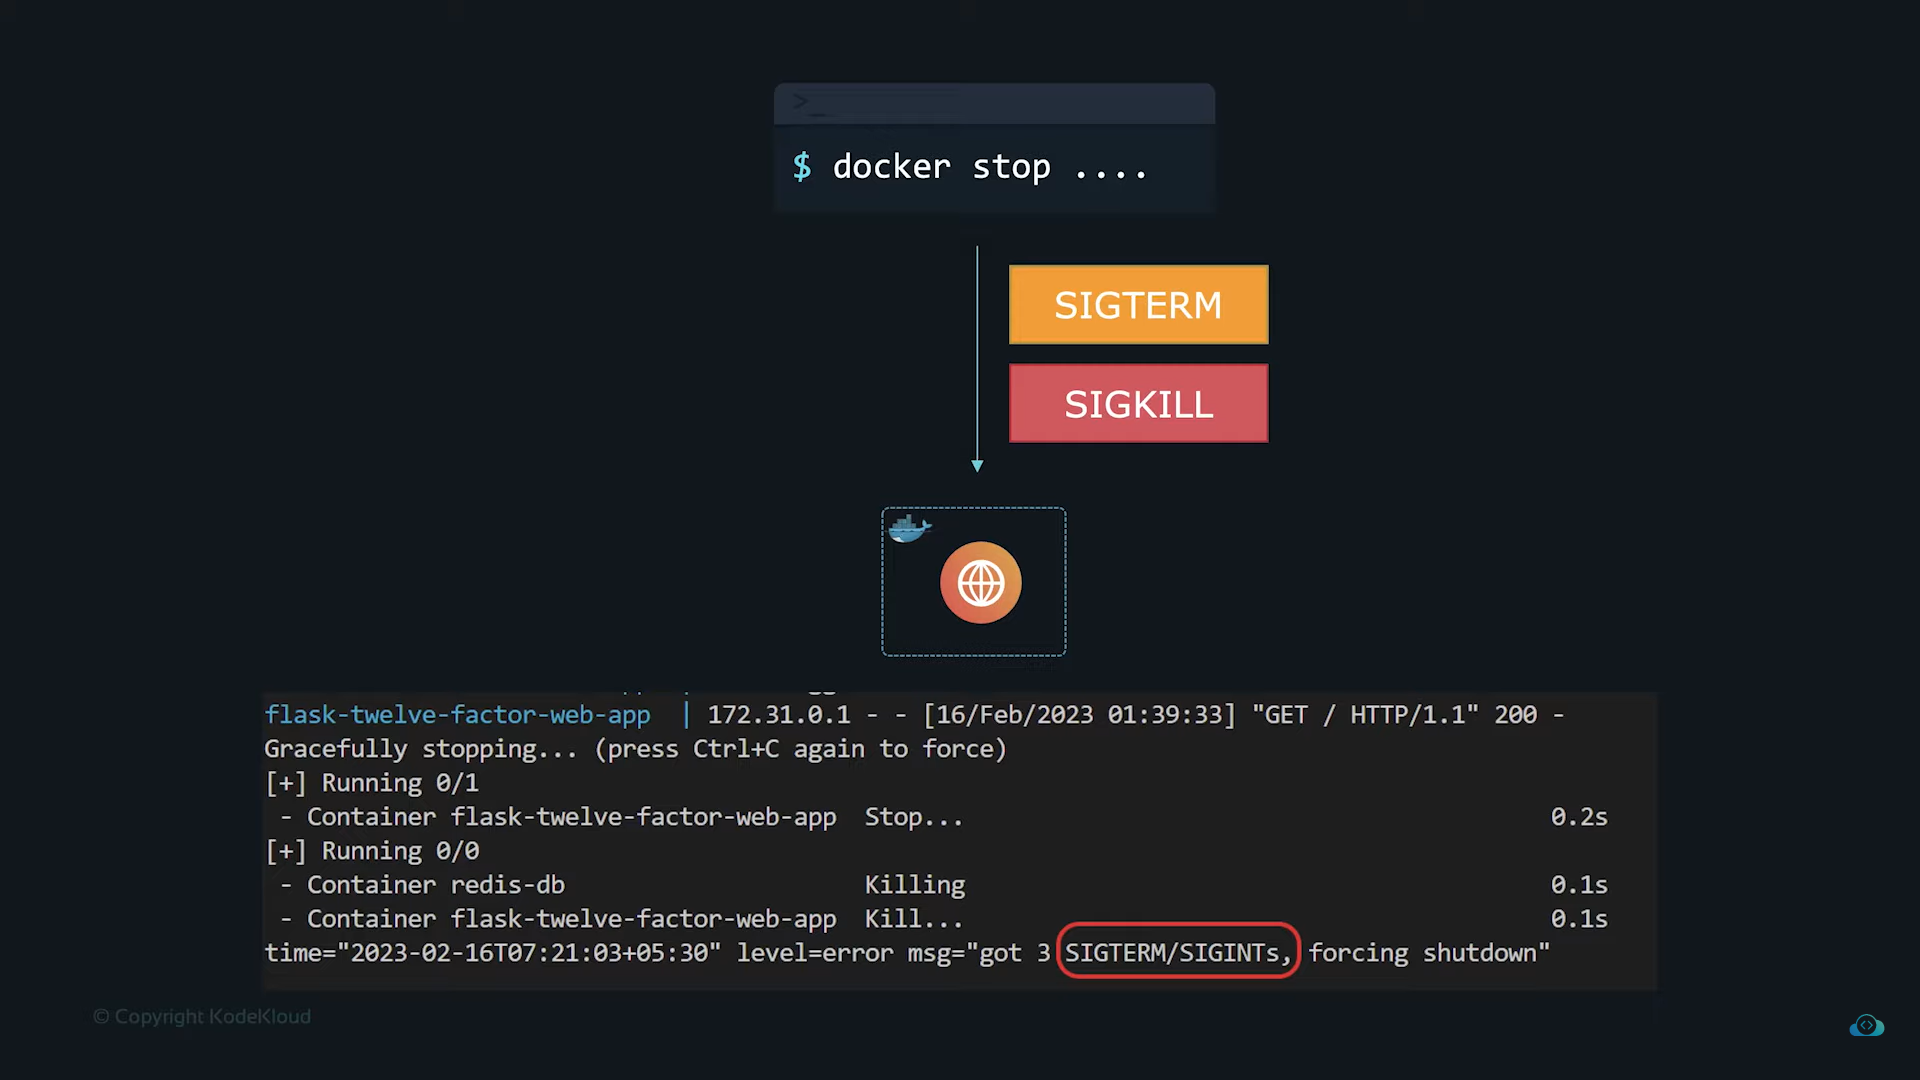 >_
$ docker stop ....
SIGTERM
SIGKILL
flask-twelve-factor-web-app | 172.31.0.1 - - [16/Feb/2023 01:39:33] "GET / HTTP/1.1" 200 -
Gracefully stopping... (press Ctrl+C again to force)
[+] Running 0/1
- Container flask-twelve-factor-web-app Stop... 0.2s
[+] Running 0/0
- Container redis-db Killing 0.1s
- Container flask-twelve-factor-web-app Kill... 0.1s
time="2023-02-16T07:21:03+05:30" level=error msg="got 3 SIGTERM/SIGINTs, forcing shutdown"
© Copyright KodeKloud